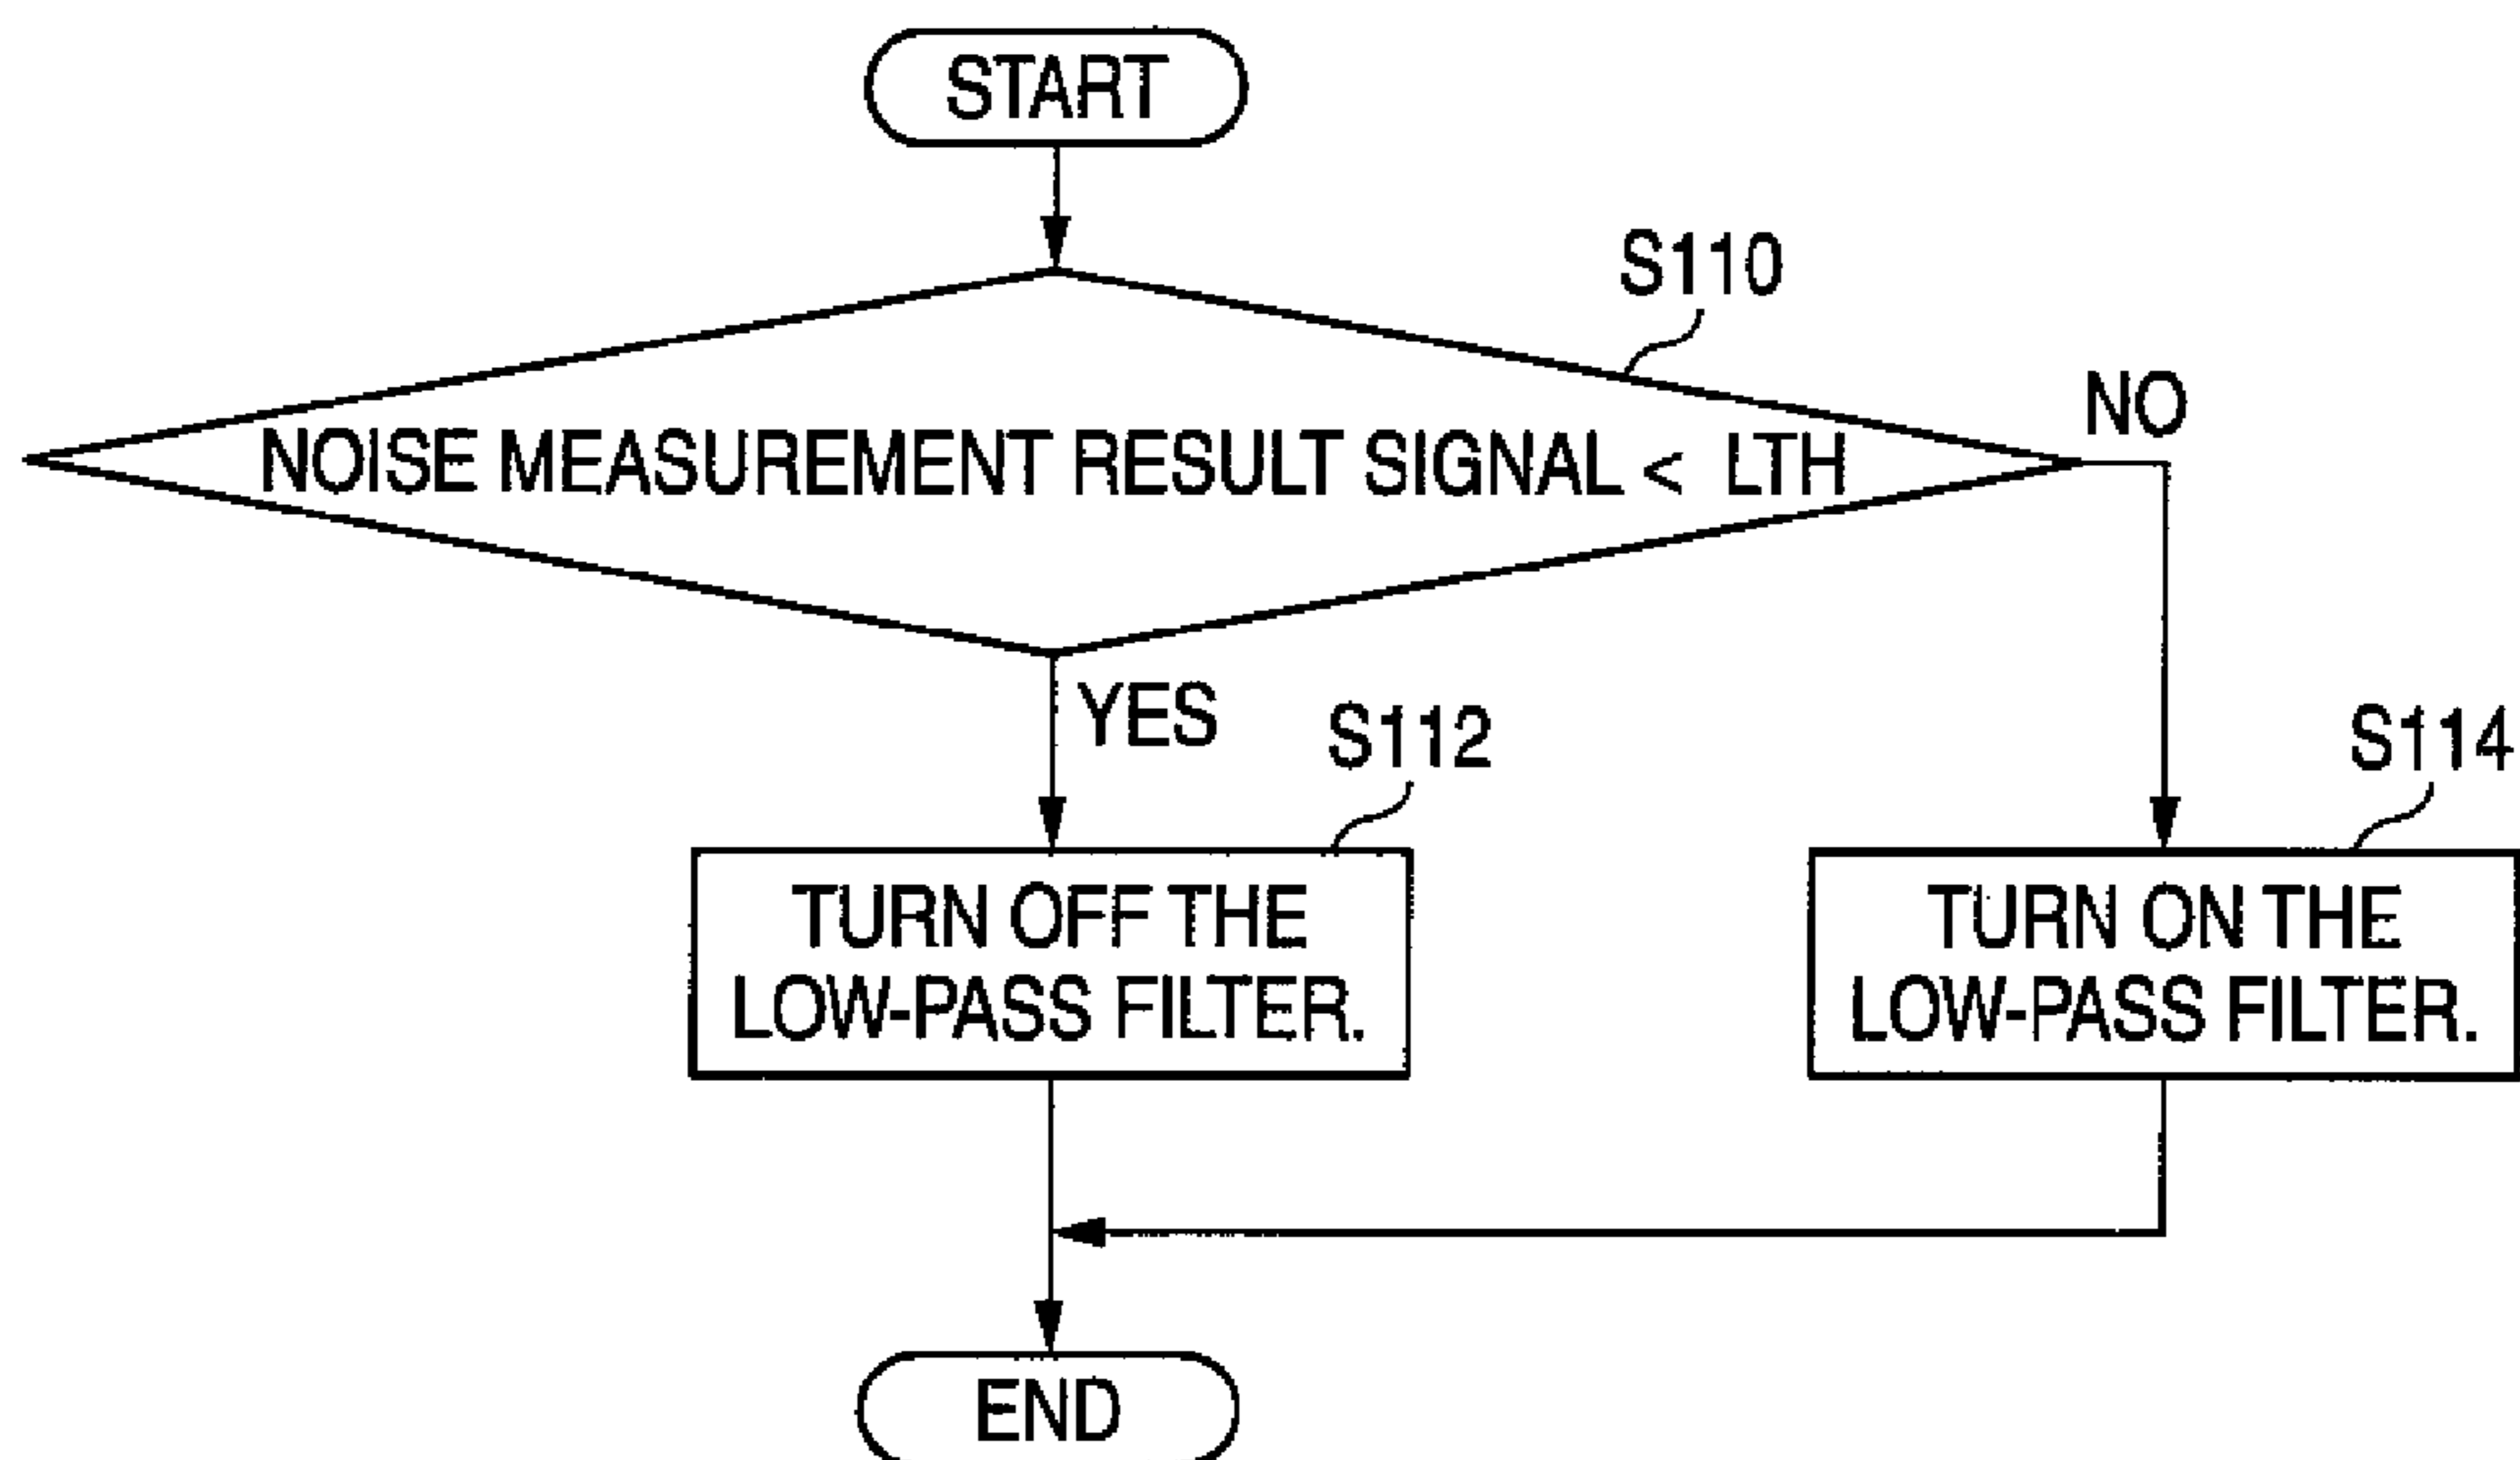 START
S110
NO
NOISE MEASUREMENT RESULT SIGNAL < LTH
YES
S112
S114
TURN OFF THE
LOW-PASS FILTER.
TURN ON THE
LOW-PASS FILTER.
END